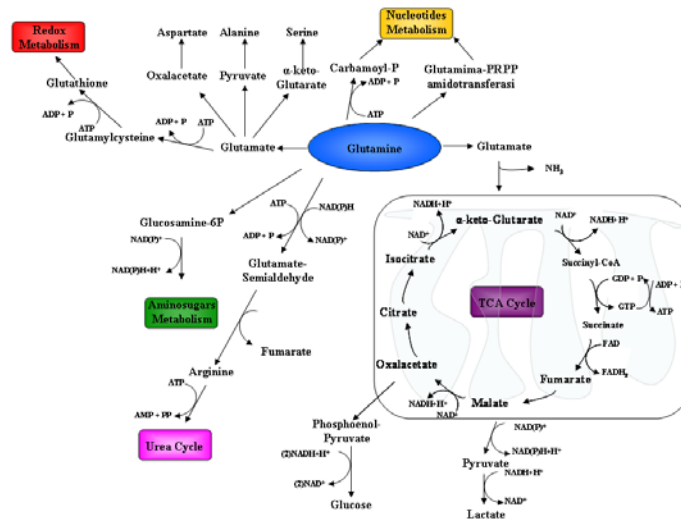 Redox
Metabolism
Aspartate
Alanine
Serine
Nucleotides
Metabolism
Oxalacetate
Pyruvate
α-keto-
Glutarate
Carbamoyl-P
ADP + P
ATP
Glutamima-PRPP
amidotransferasi
Glutathione
ADP + P
ATP
Glutamylcysteine
ADP + P
ATP
Glutamate
Glutamine
Glutamate
NH3
Glucosamine-6P
NAD(P)+
NAD(P)H+H+
ATP
NAD(P)H
ADP + P
NAD(P)+
Glutamate-
Semialdehyde
Aminosugars
Metabolism
Fumarate
Arginine
ATP
AMP + PP
Urea Cycle
NADH+H+
NAD+
α-keto-Glutarate
NAD+
NADH+ H+
Isocitrate
Succinyl-CoA
GDP + P
ADP +
GTP
ATP
TCA Cycle
Citrate
Succinate
FAD
FADH2
Oxalacetate
Fumarate
NADH+H+
NAD+
Malate
Phosphoenol-
Pyruvate
(2)NADH+H+
(2)NAD+
Glucose
NAD(P)+
NAD(P)H+H+
Pyruvate
NADH+H+
NAD+
Lactate